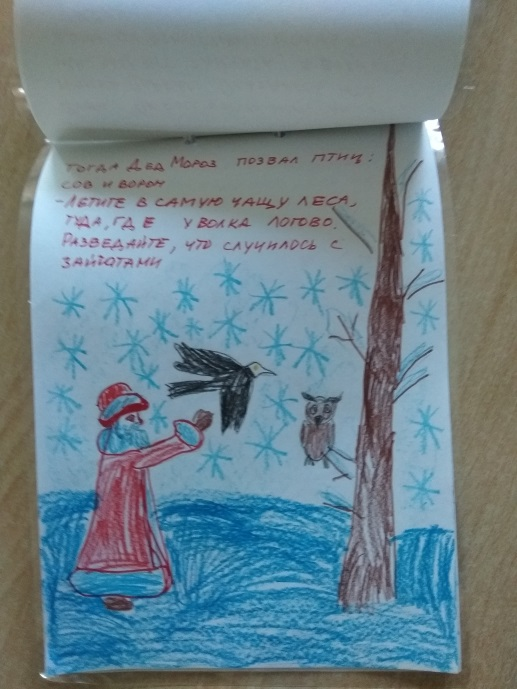 ТОГДА ДЕД МОРОЗ ПОЗВАЛ ПТИЦ:
СОВ И ВОРОН
-ЛЕТИТЕ В САМУЮ ЧАЩУ ЛЕСА,
ТУДА, ГДЕ У ВОЛКА ЛОГОВО.
РАЗВЕДАЙТЕ, ЧТО СЛУЧИЛОСЬ С
ЗАЙЧАТАМИ